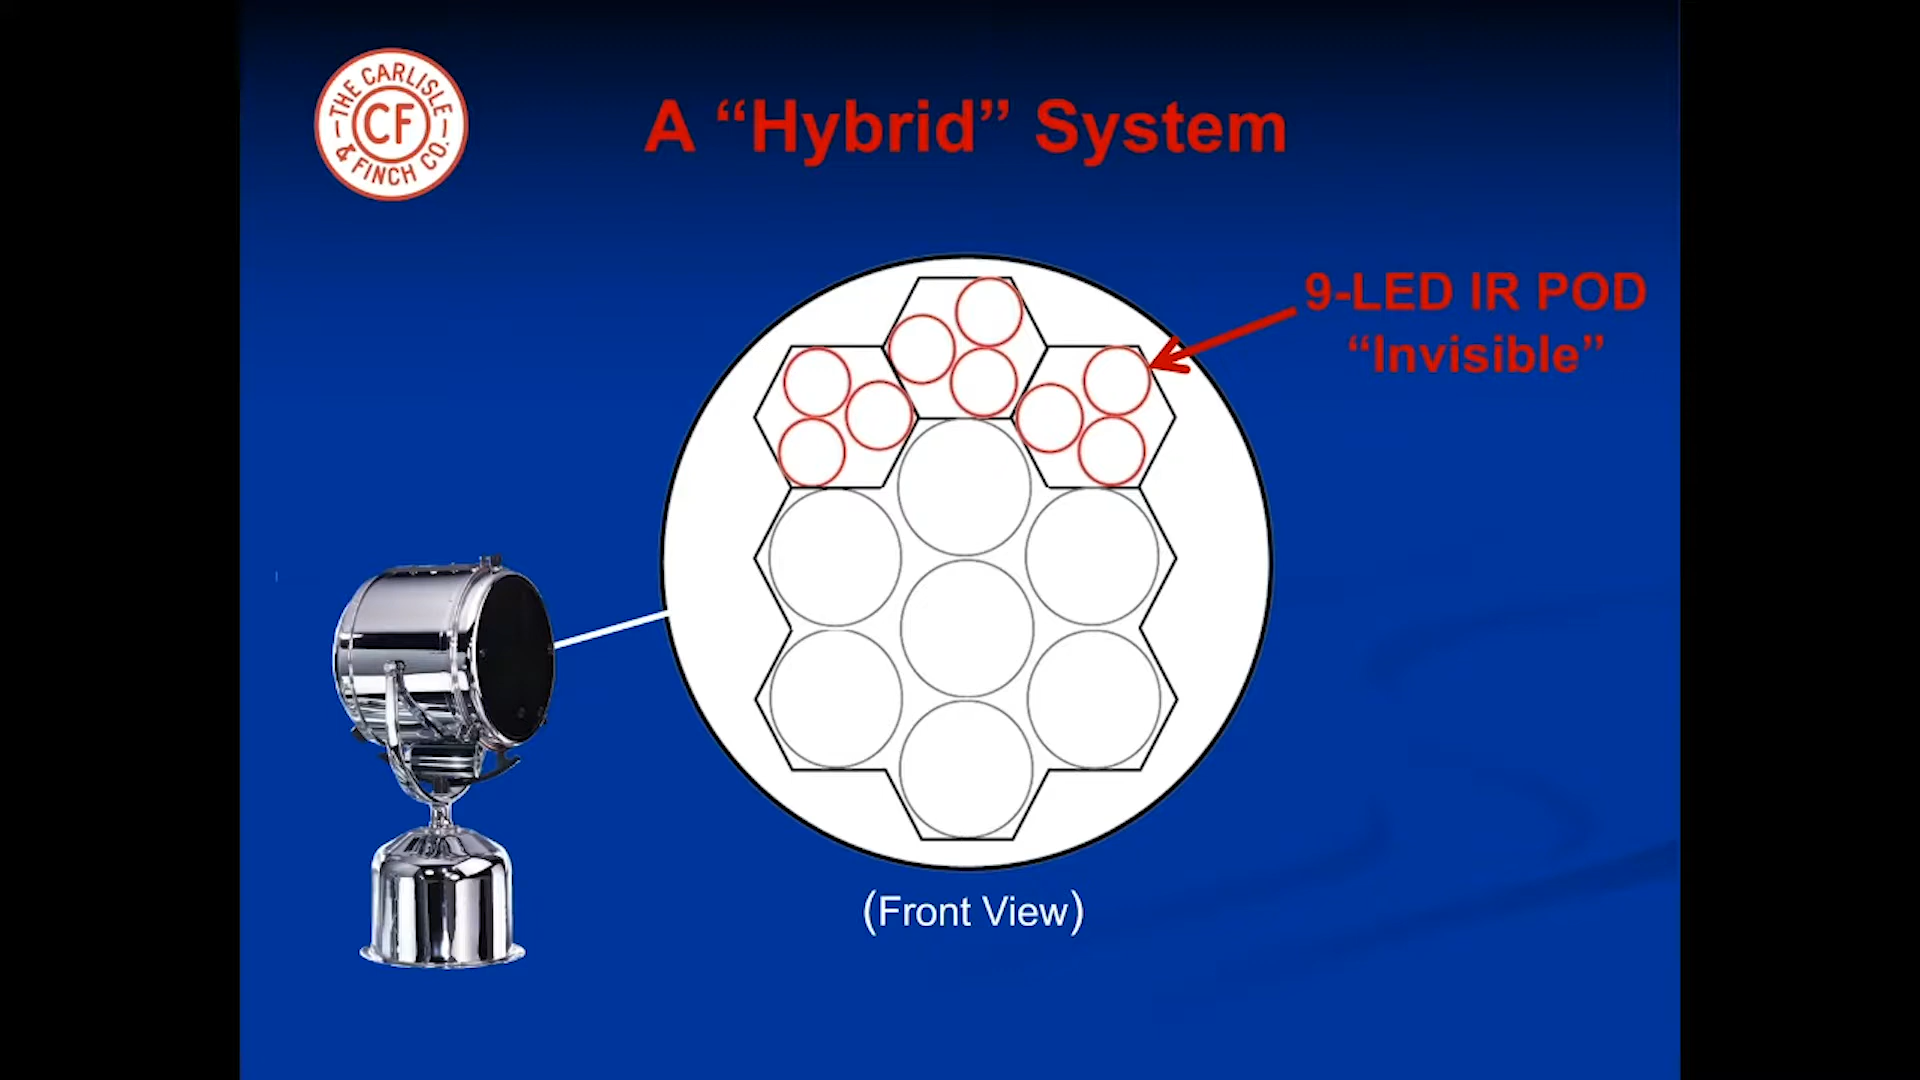 THE CARLISLE
CF
& FINCH CO.
A “Hybrid” System
9-LED IR POD
“Invisible”
(Front View)